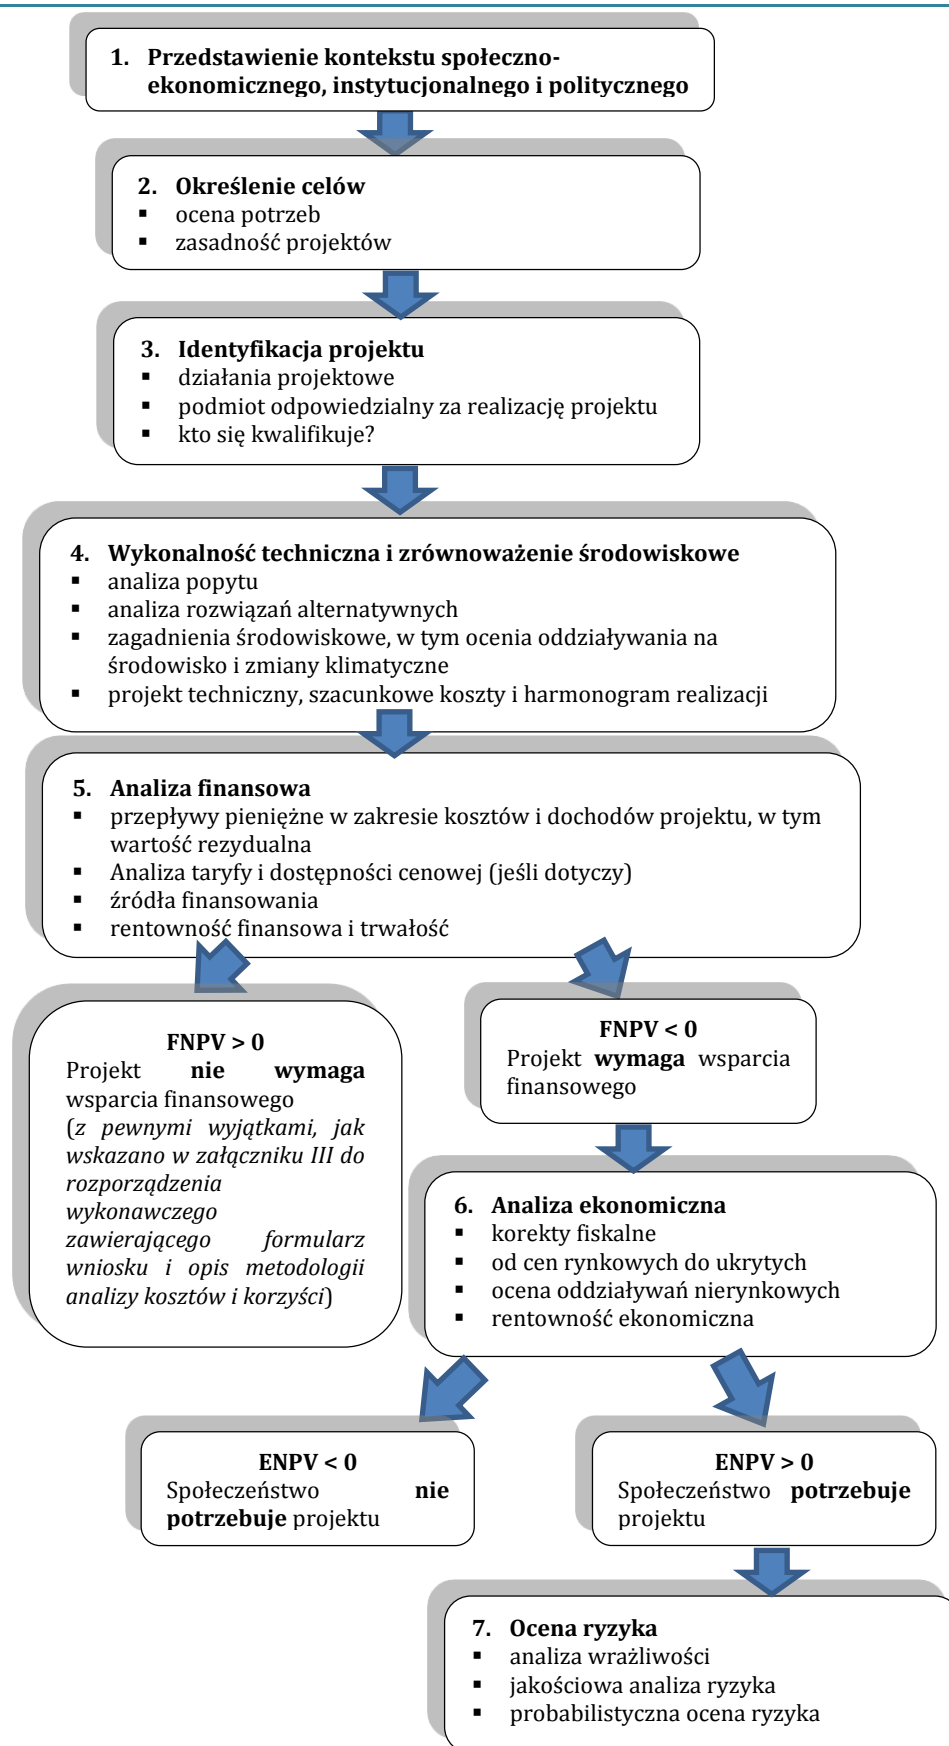 1. Przedstawienie kontekstu społeczno-
ekonomicznego, instytucjonalnego i politycznego
2. Określenie celów
▪ ocena potrzeb
▪ zasadność projektów
3. Identyfikacja projektu
▪ działania projektowe
▪ podmiot odpowiedzialny za realizację projektu
▪ kto się kwalifikuje?
4. Wykonalność techniczna i zrównoważenie środowiskowe
▪ analiza popytu
▪ analiza rozwiązań alternatywnych
▪ zagadnienia środowiskowe, w tym ocenia oddziaływania na
środowisko i zmiany klimatyczne
▪ projekt techniczny, szacunkowe koszty i harmonogram realizacji
5. Analiza finansowa
▪ przepływy pieniężne w zakresie kosztów i dochodów projektu, w tym
wartość rezydualna
▪ Analiza taryfy i dostępności cenowej (jeśli dotyczy)
▪ źródła finansowania
▪ rentowność finansowa i trwałość
FNPV > 0
Projekt nie wymaga
wsparcia finansowego
(z pewnymi wyjątkami, jak
wskazano w załączniku III do
rozporządzenia
wykonawczego
zawierającego formularz
wniosku i opis metodologii
analizy kosztów i korzyści)
FNPV < 0
Projekt wymaga wsparcia
finansowego
6. Analiza ekonomiczna
▪ korekty fiskalne
▪ od cen rynkowych do ukrytych
▪ ocena oddziaływań nierynkowych
▪ rentowność ekonomiczna
ENPV < 0
Społeczeństwo nie
potrzebuje projektu
ENPV > 0
Społeczeństwo potrzebuje
projektu
7. Ocena ryzyka
▪ analiza wrażliwości
▪ jakościowa analiza ryzyka
▪ probabilistyczna ocena ryzyka